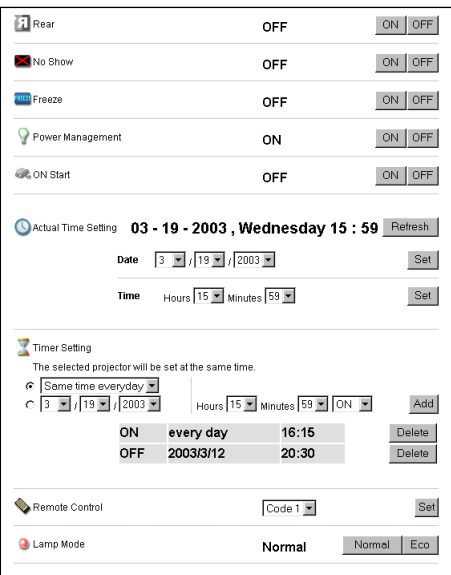 Rear OFF ON OFF
No Show OFF ON OFF
FREEZE Freeze OFF ON OFF
Power Management ON ON OFF
ON Start OFF ON OFF
Actual Time Setting 03 - 19 - 2003 , Wednesday 15 : 59 Refresh
Date 3 / 19 / 2003 Set
Time Hours 15 Minutes 59 Set
Timer Setting
The selected projector will be set at the same time.
Same time everyday
3 / 19 / 2003 Hours 15 Minutes 59 ON Add
ON every day 16:15 Delete
OFF 2003/3/12 20:30 Delete
Remote Control Code 1 Set
Lamp Mode Normal Normal Eco